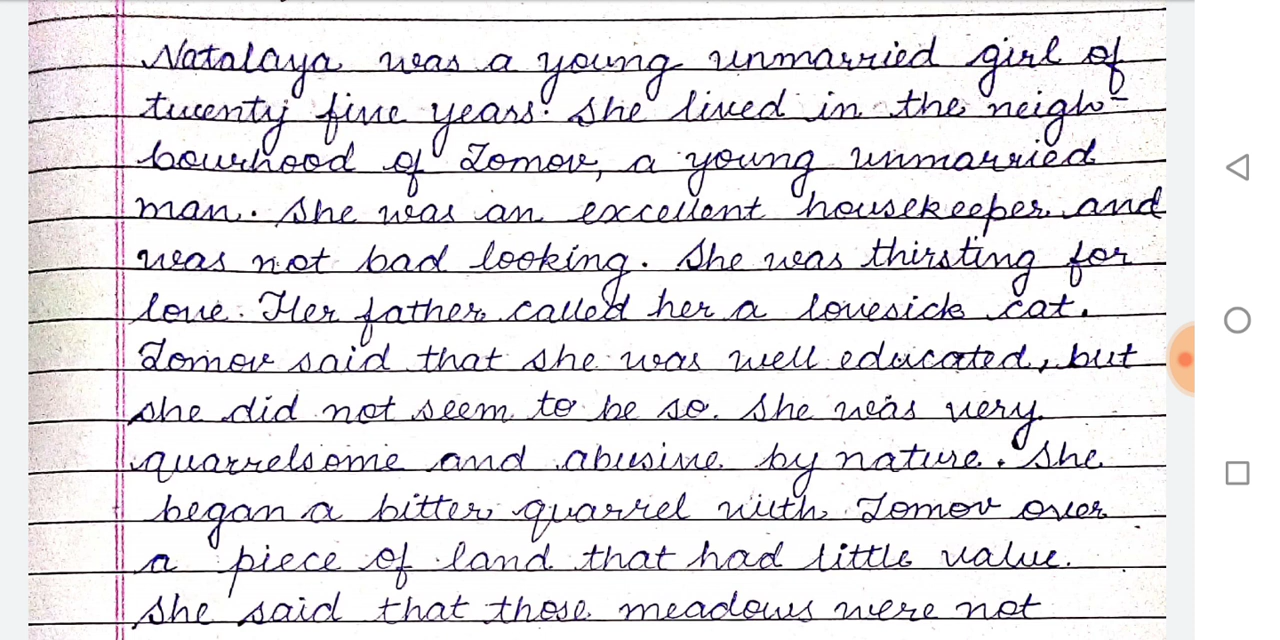 Natalaya was a young unmarried girl of
twenty five years. She lived in the neigh-
bourhood of Lomov, a young unmarried
man. She was an excellent housekeeper and
was not bad looking. She was thirsting for
love. Her father called her a lovesick cat.
Lomov said that she was well educated, but
she did not seem to be so. She was very
quarrelsome and abusive by nature. She
began a bitter quarrel with Lomov over
a piece of land that had little value.
She said that those meadows were not